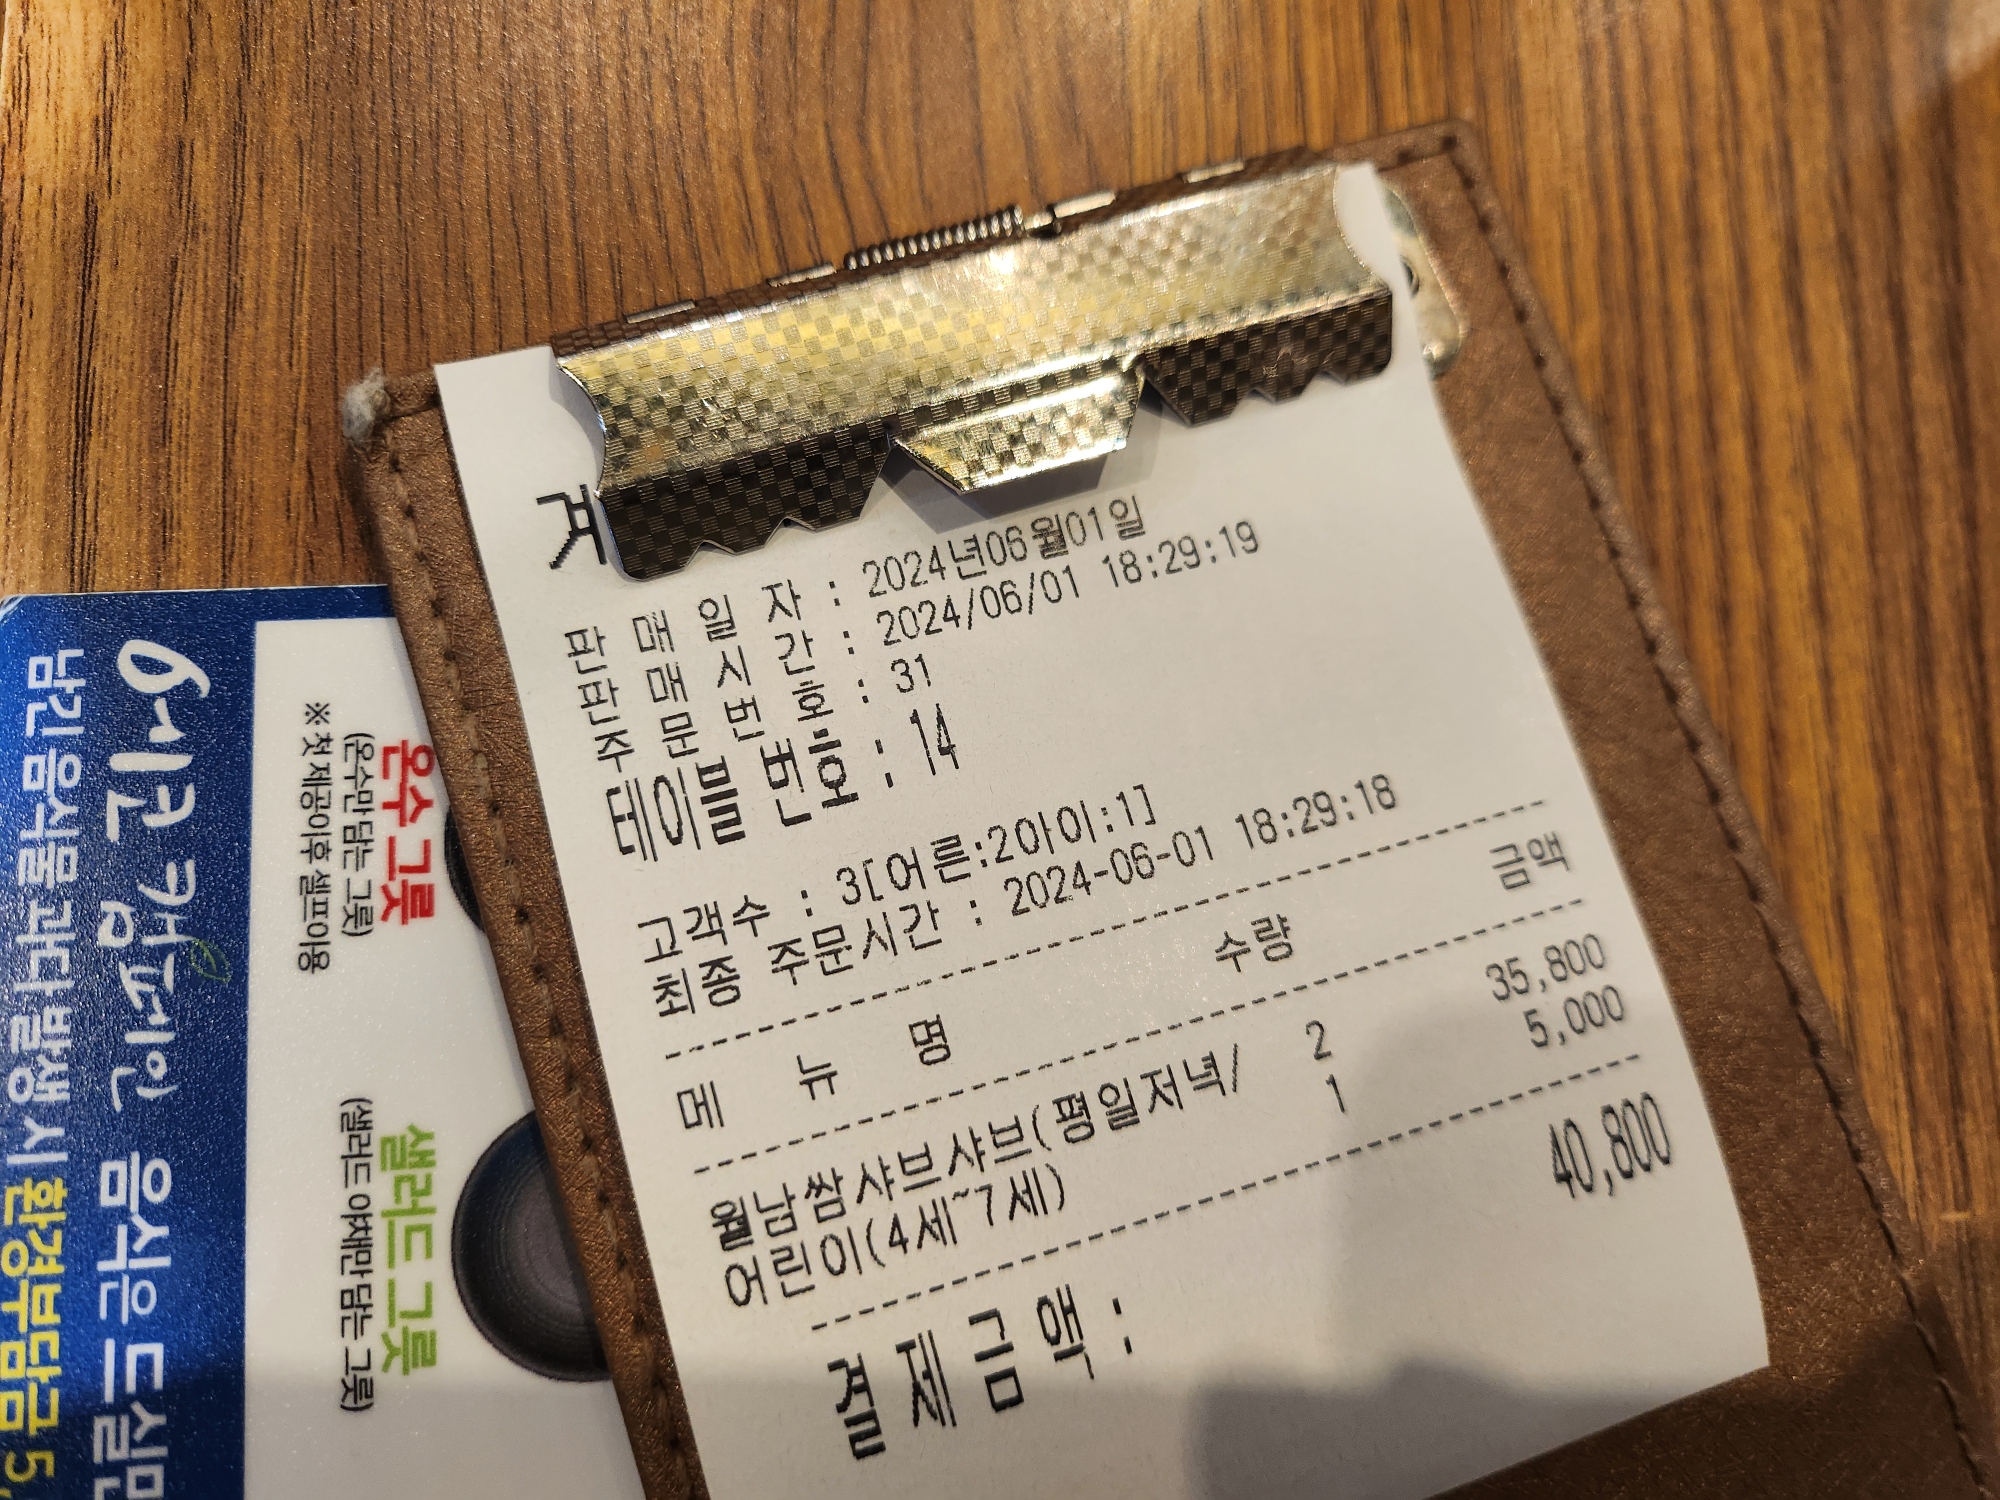 판 매 일 자 : 2024년06월01일
판 매 시 간 : 2024/06/01 18:29:19
주 문 번 호 : 31
테이블 번호 : 14
고객수 : 3[어른:2아이:1]
최종 주문시간 : 2024-06-01 18:29:18
메 뉴 명 수량 금액
월남쌈샤브샤브(평일저녁/ 2 35,800
어린이(4세~7세) 1 5,000
결제금액 : 40,800
에코 캠페인 음식은 드실만
남긴음식물 과다발생 시 환경부담금 5,
온수 그릇
(온수만 담는 그릇)
※ 첫 제공이후 셀프이용
샐러드 그릇
(샐러드 야채만 담는 그릇)